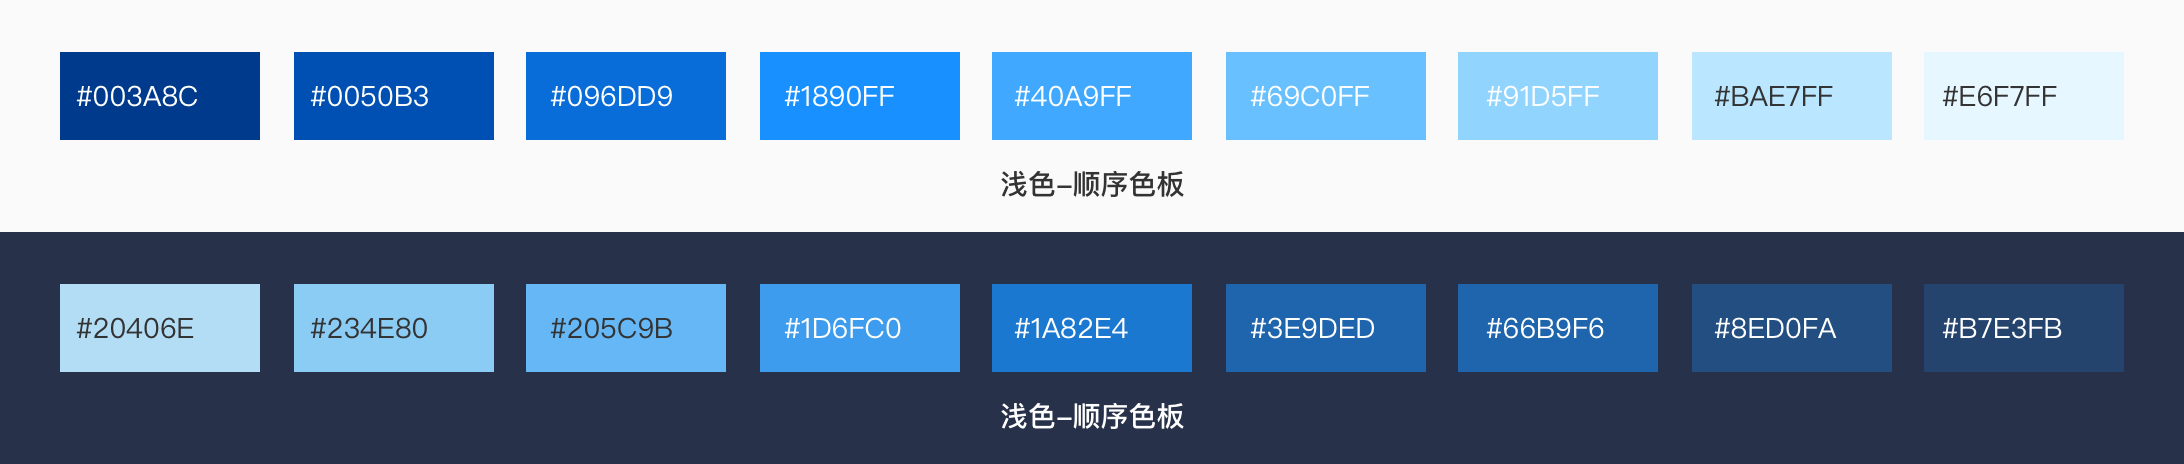 #003A8C #0050B3 #096DD9 #1890FF #40A9FF #69C0FF #91D5FF #BAE7FF #E6F7FF
浅色-顺序色板
#20406E #234E80 #205C9B #1D6FC0 #1A82E4 #3E9DED #66B9F6 #8ED0FA #B7E3FB
浅色-顺序色板